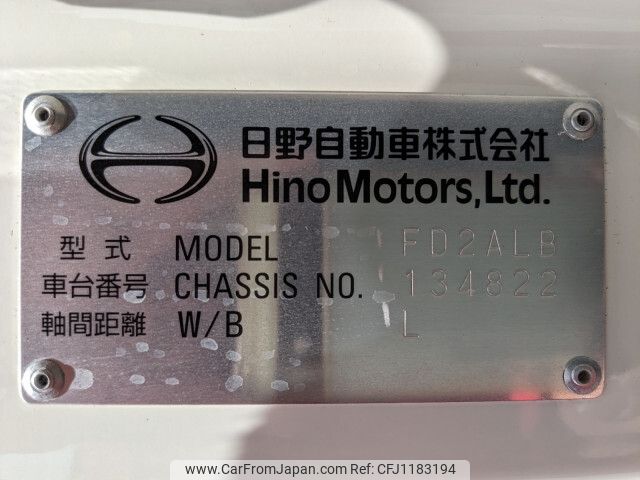 日野自動車株式会社
Hino Motors, Ltd.
型式 MODEL FD2ALB
車台番号 CHASSIS NO. 134822
軸間距離 W/B L
www.CarFromJapan.com - CFJ1183194